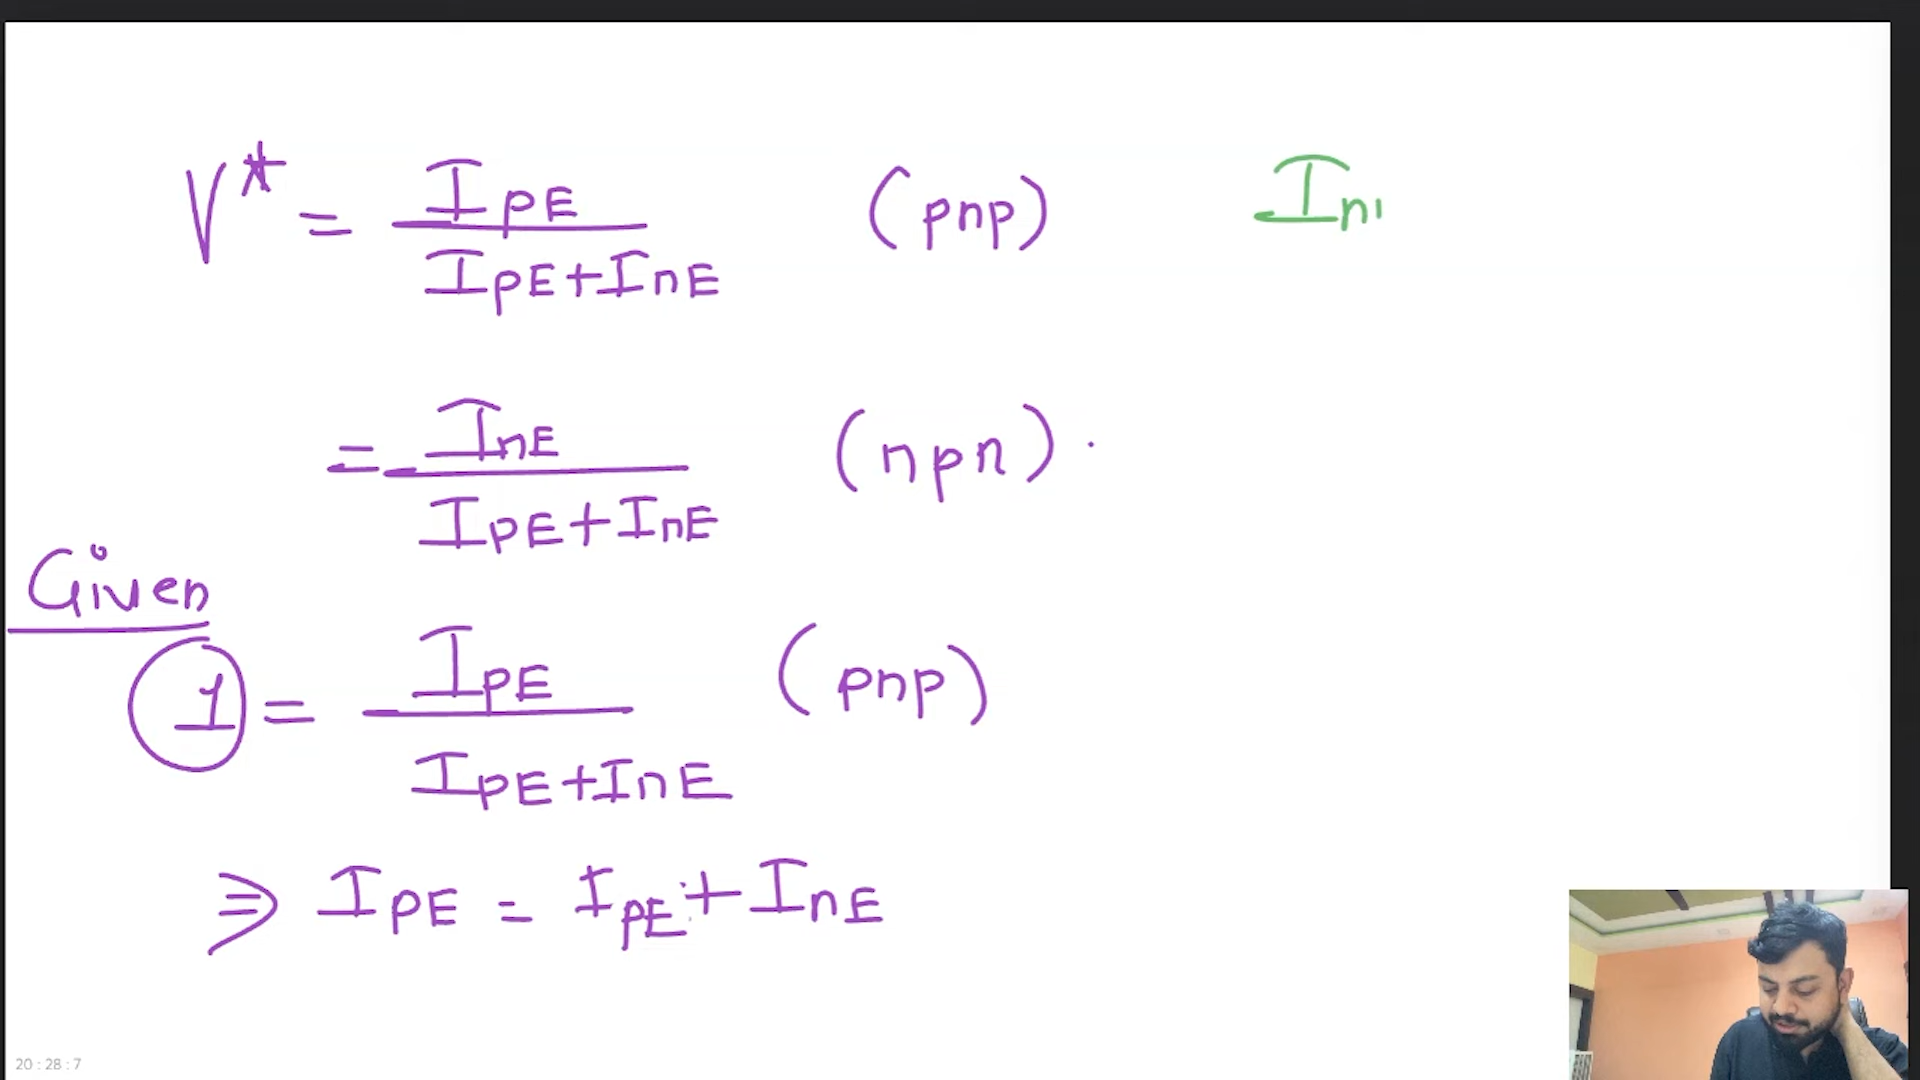 γ* = IpE / IpE + InE (pnp) In
= InE / IpE + InE (npn).
Given
1 = IpE / IpE + InE (pnp)
⇒ IpE = IpE + InE
20 : 28 : 7